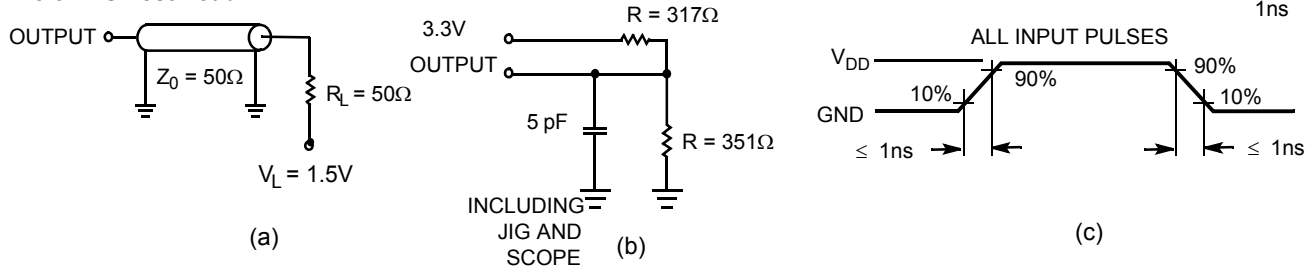 OUTPUT
Z0 = 50Ω
RL = 50Ω
VL = 1.5V
(a)
R = 317Ω
3.3V
OUTPUT
5 pF
R = 351Ω
INCLUDING
JIG AND
SCOPE
(b)
1ns
ALL INPUT PULSES
VDD
90%
90%
10%
10%
GND
≤ 1ns
≤ 1ns
(c)